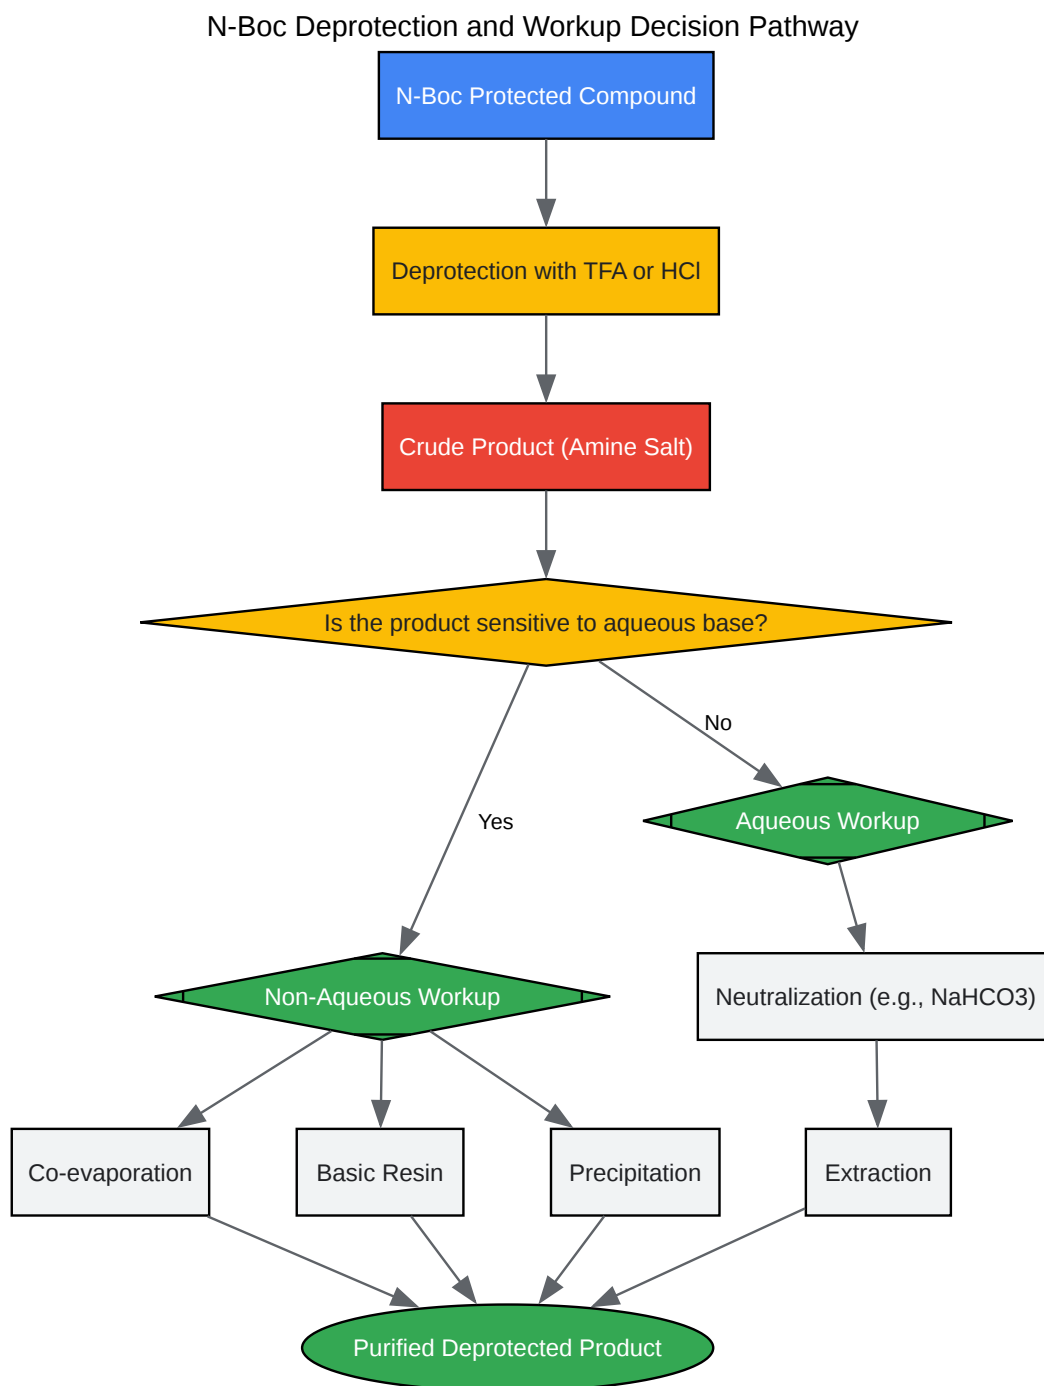 N-Boc Deprotection and Workup Decision Pathway
N-Boc Protected Compound
Deprotection with TFA or HCl
Crude Product (Amine Salt)
Is the product sensitive to aqueous base?
No
Yes
Aqueous Workup
Non-Aqueous Workup
Neutralization (e.g., NaHCO3)
Co-evaporation
Basic Resin
Precipitation
Extraction
Purified Deprotected Product